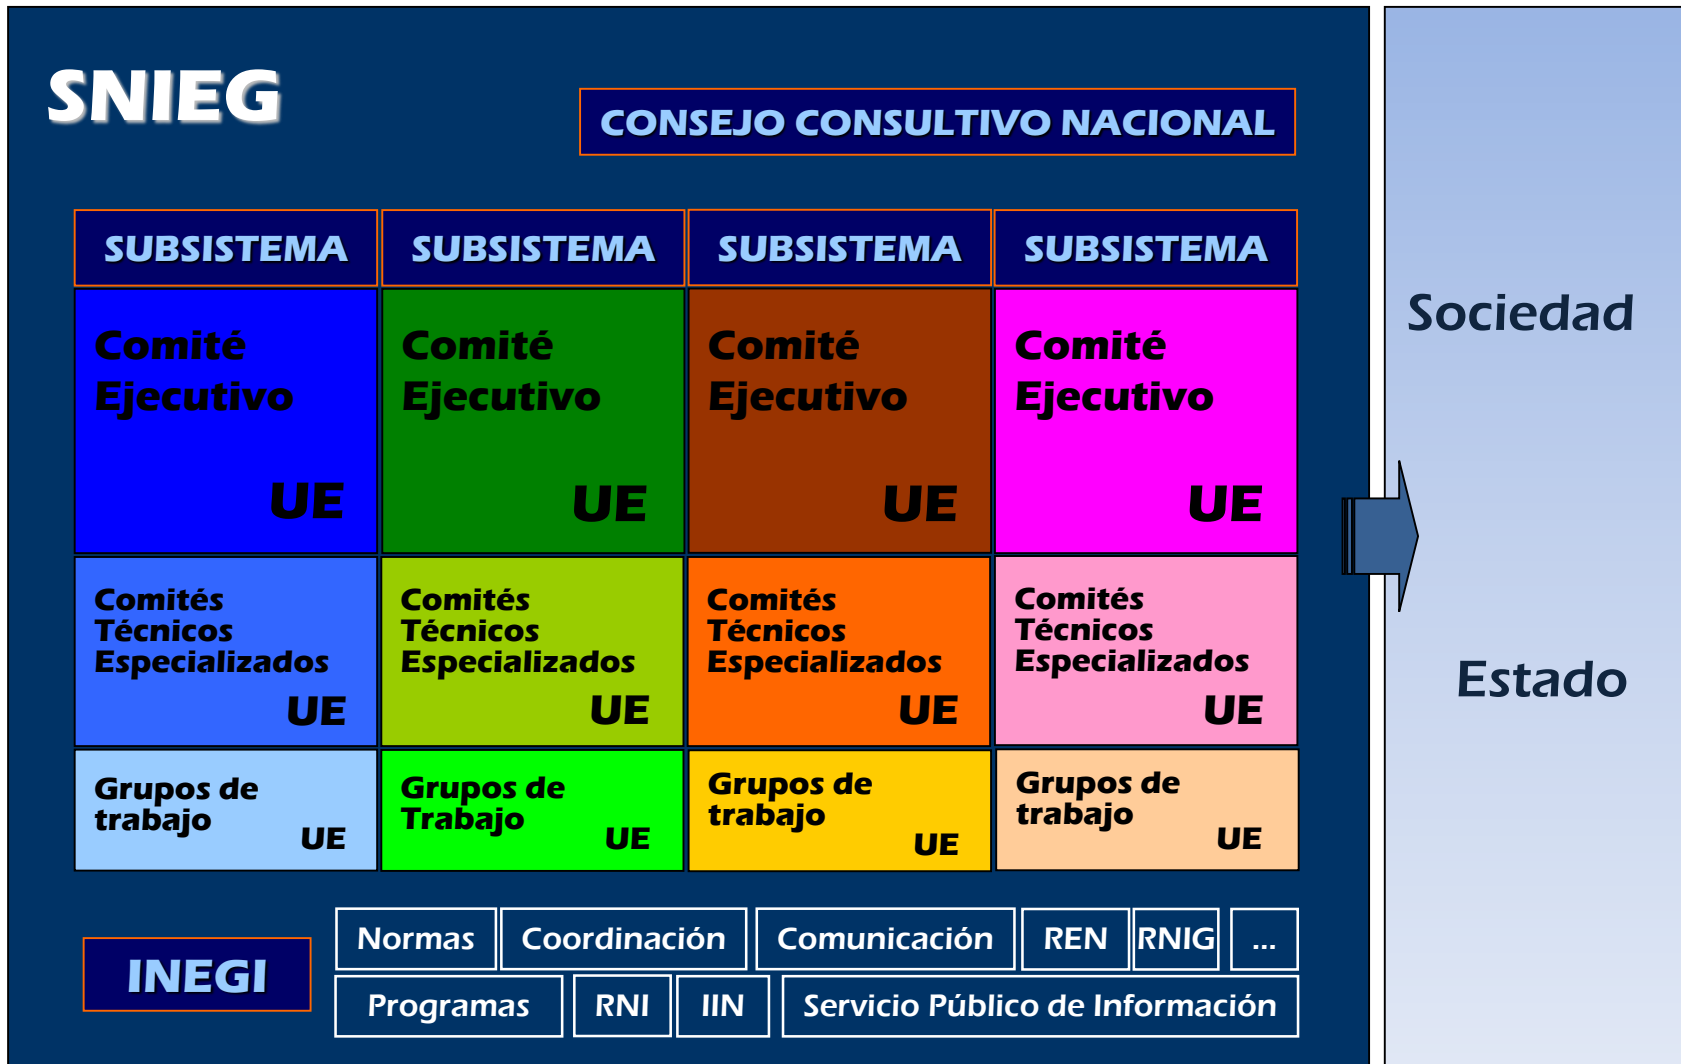 SNIEG
CONSEJO CONSULTIVO NACIONAL
SUBSISTEMA
SUBSISTEMA
SUBSISTEMA
SUBSISTEMA
Comité
Ejecutivo
UE
Comité
Ejecutivo
UE
Comité
Ejecutivo
UE
Comité
Ejecutivo
UE
Comités
Técnicos
Especializados
UE
Comités
Técnicos
Especializados
UE
Comités
Técnicos
Especializados
UE
Comités
Técnicos
Especializados
UE
Grupos de
trabajo
UE
Grupos de
Trabajo
UE
Grupos de
trabajo
UE
Grupos de
trabajo
UE
INEGI
Normas
Coordinación
Comunicación
REN
RNIG
...
Programas
RNI
IIN
Servicio Público de Información
Sociedad
Estado